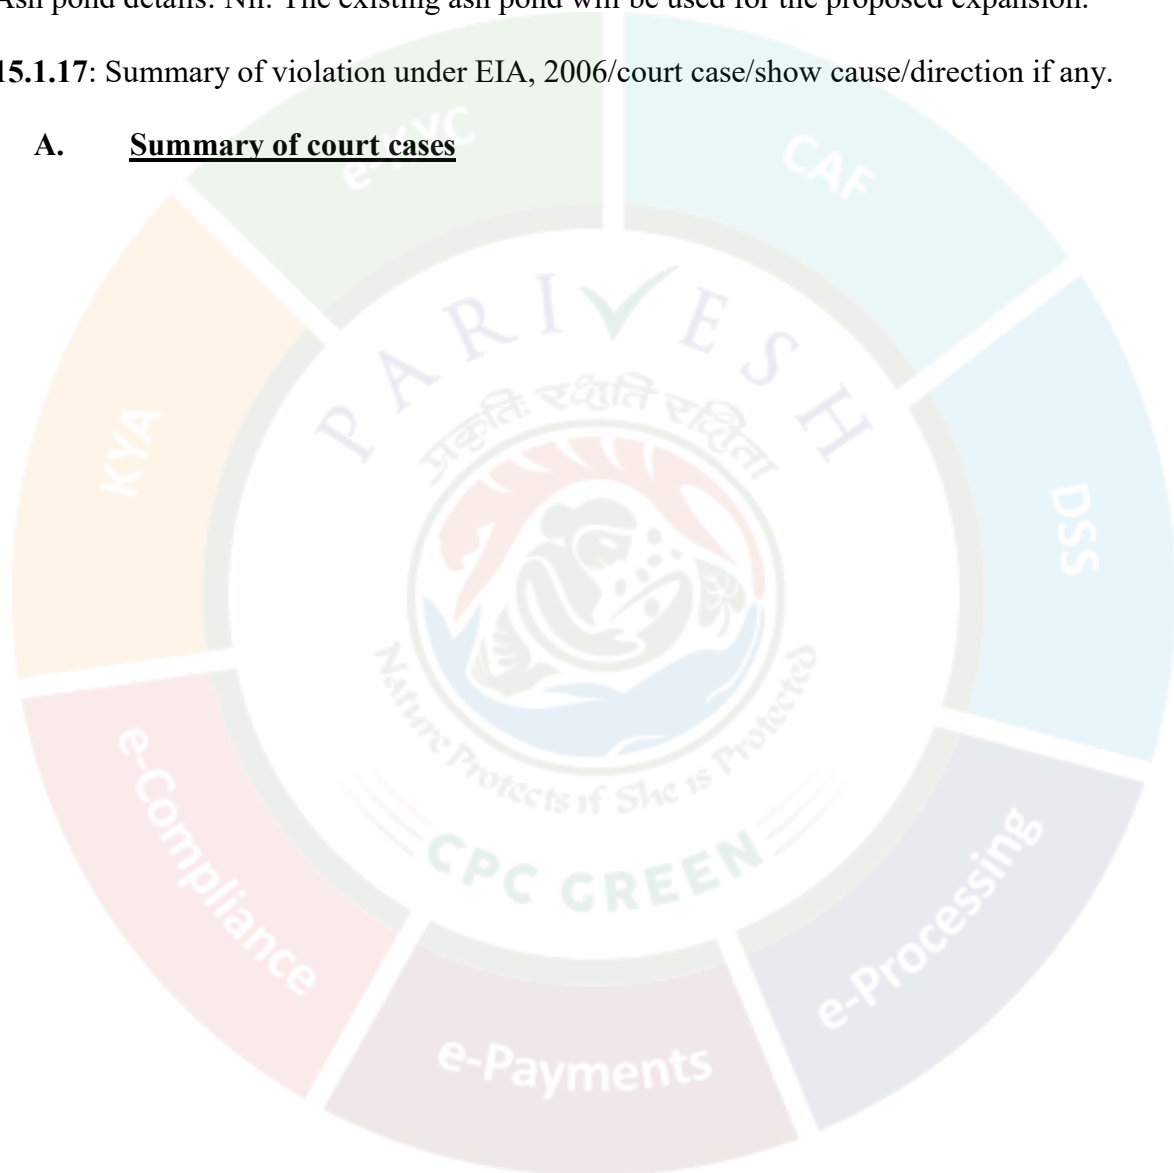 Ash pond details: Nil. The existing ash pond will be used for the proposed expansion.
15.1.17: Summary of violation under EIA, 2006/court case/show cause/direction if any.
A. Summary of court cases
e-KYC
CAF
KYA
DSS
PARIVESH
प्रकृतिः रक्षति रक्षिता
Nature Protects if She is Protected
CPC GREEN
e-Compliance
e-Processing
e-Payments